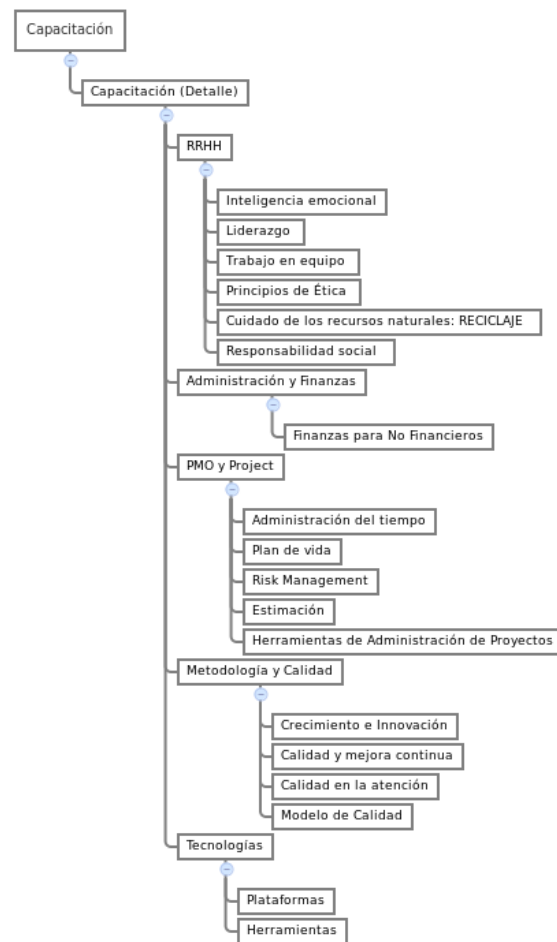 Capacitación
Capacitación (Detalle)
RRHH
Inteligencia emocional
Liderazgo
Trabajo en equipo
Principios de Ética
Cuidado de los recursos naturales: RECICLAJE
Responsabilidad social
Administración y Finanzas
Finanzas para No Financieros
PMO y Project
Administración del tiempo
Plan de vida
Risk Management
Estimación
Herramientas de Administración de Proyectos
Metodología y Calidad
Crecimiento e Innovación
Calidad y mejora continua
Calidad en la atención
Modelo de Calidad
Tecnologías
Plataformas
Herramientas